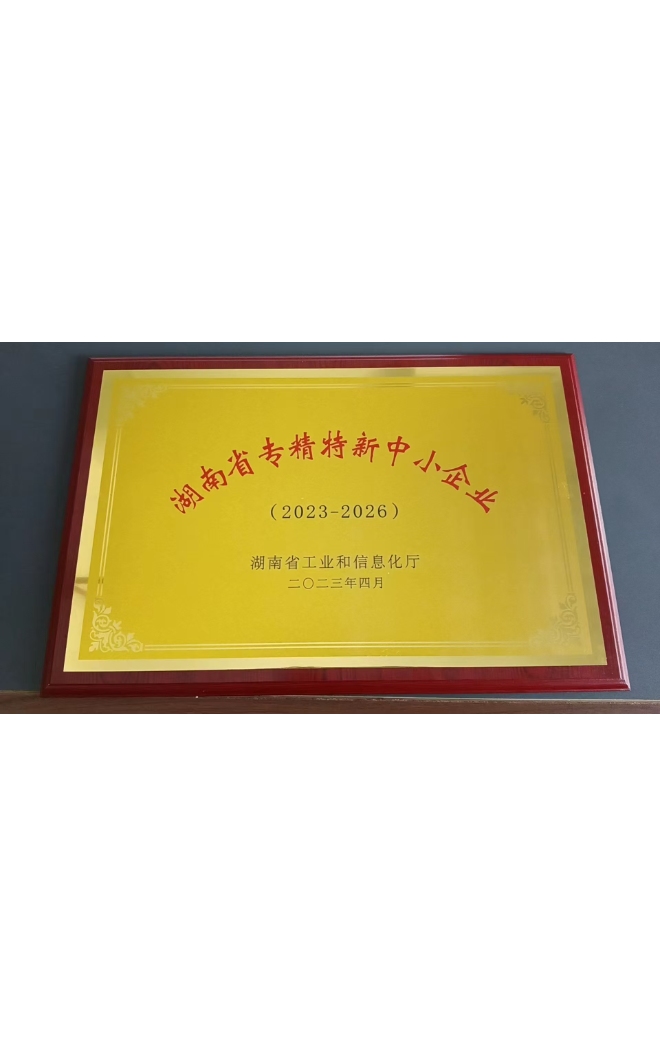 湖南省专精特新中小企业
(2023-2026)
湖南省工业和信息化厅
二〇二三年四月